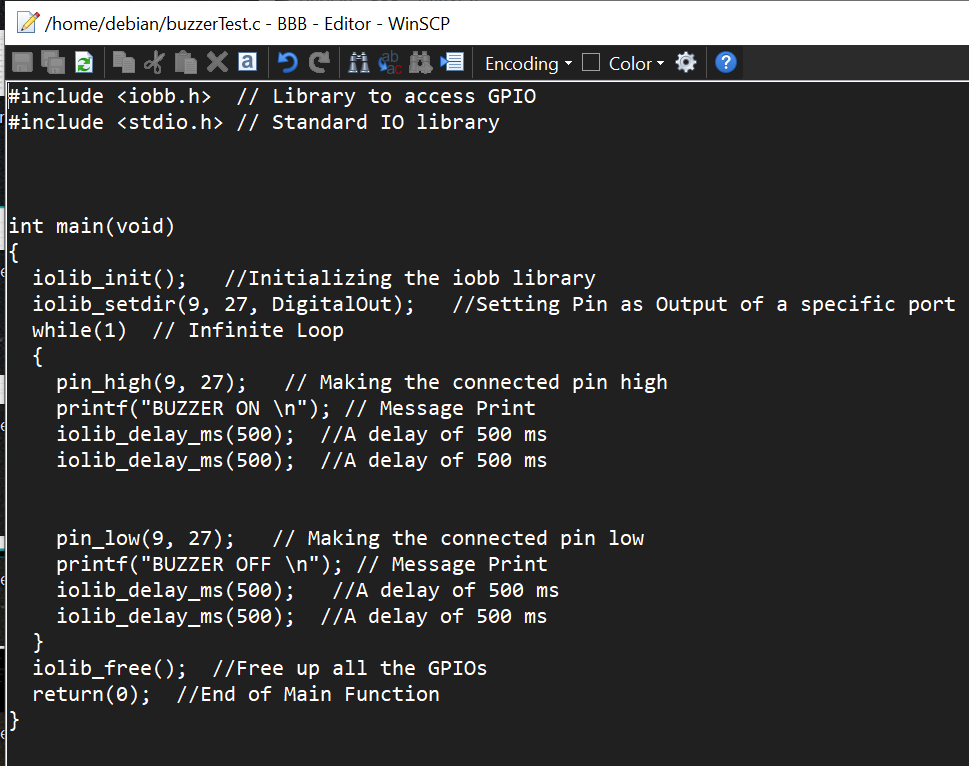 /home/debian/buzzerTest.c - BBB - Editor - WinSCP
Encoding Color
#include <iobb.h>  // Library to access GPIO
#include <stdio.h> // Standard IO library
int main(void)
{
  iolib_init();   //Initializing the iobb library
  iolib_setdir(9, 27, DigitalOut);   //Setting Pin as Output of a specific port
  while(1)  // Infinite Loop
  {
    pin_high(9, 27);   // Making the connected pin high
    printf("BUZZER ON \n"); // Message Print
    iolib_delay_ms(500);  //A delay of 500 ms
    iolib_delay_ms(500);  //A delay of 500 ms
    pin_low(9, 27);   // Making the connected pin low
    printf("BUZZER OFF \n"); // Message Print
    iolib_delay_ms(500);   //A delay of 500 ms
    iolib_delay_ms(500);  //A delay of 500 ms
  }
  iolib_free();  //Free up all the GPIOs
  return(0);  //End of Main Function
}